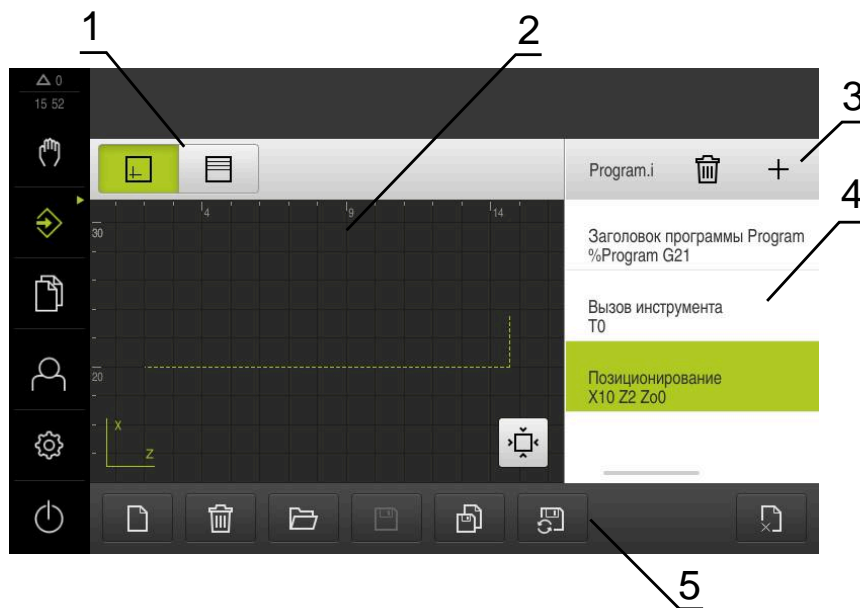 1
2
3
4
5
0
15 52
Program.i
4
9
14
30
20
X
Z
Заголовок программы Program
%Program G21
Вызов инструмента
T0
Позиционирование
X10 Z2 Zo0